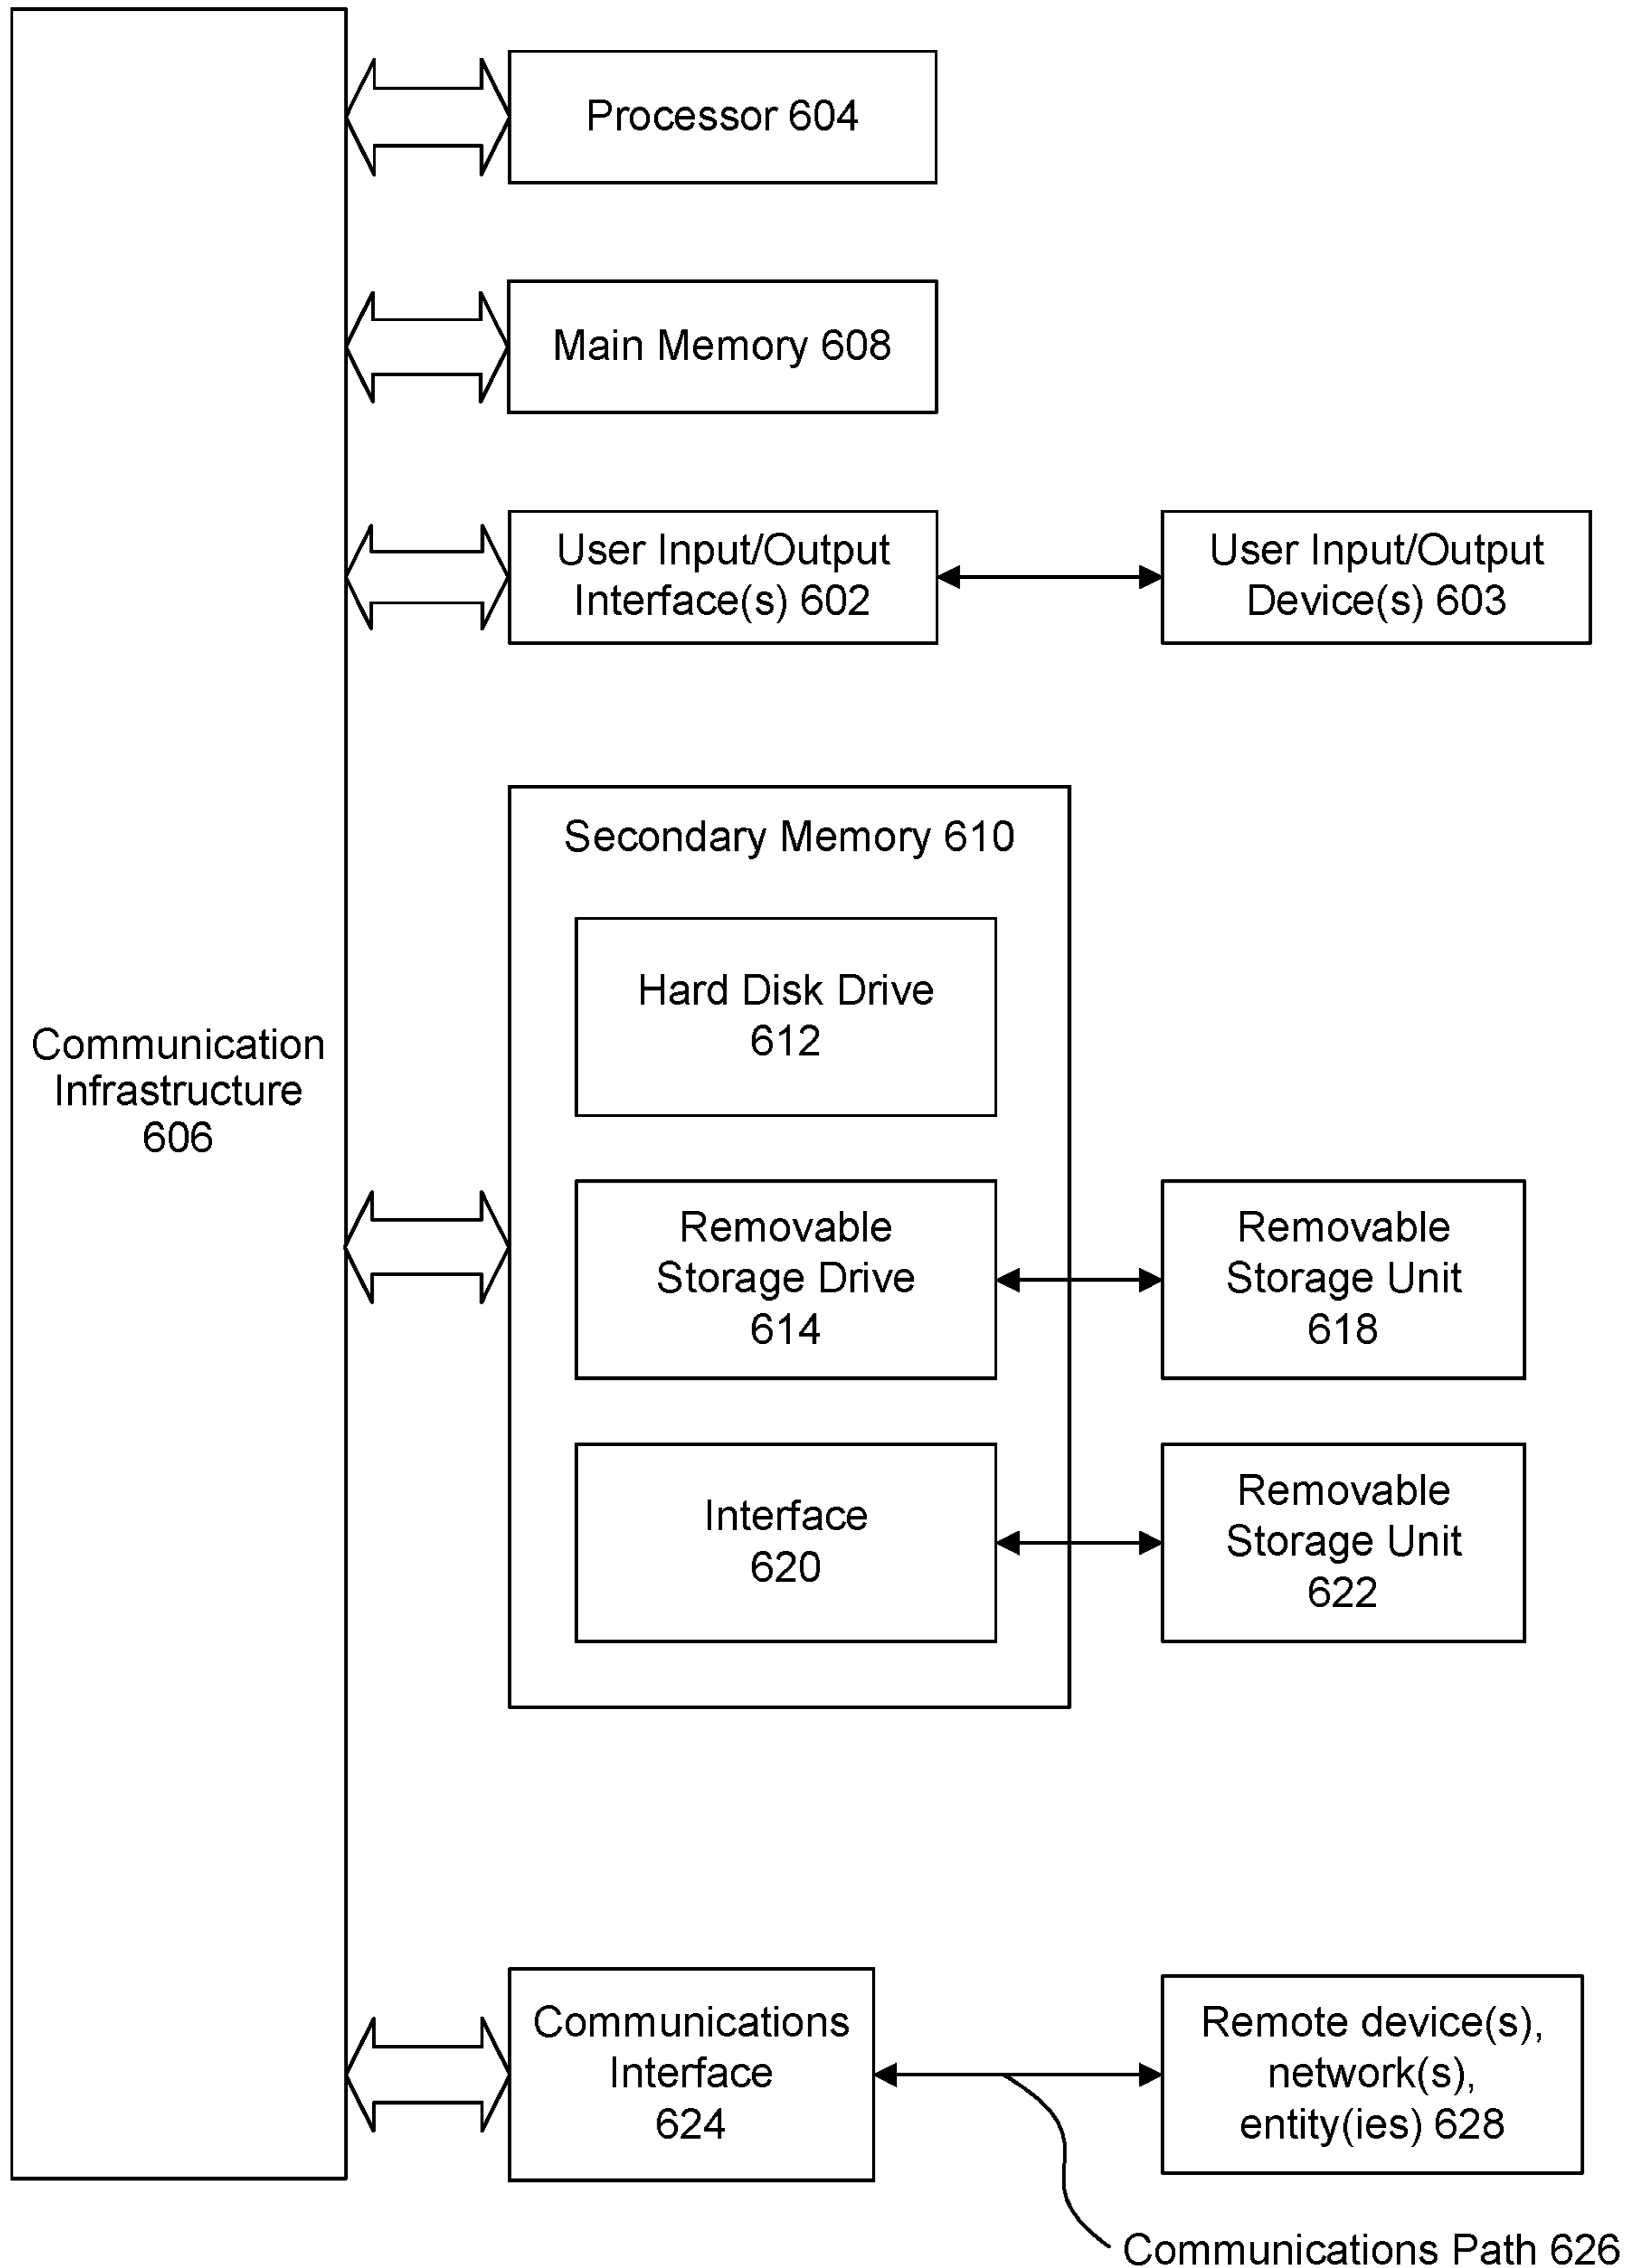 Processor 604
Main Memory 608
User Input/Output
Interface(s) 602
User Input/Output
Device(s) 603
Secondary Memory 610
Hard Disk Drive
612
Communication
Infrastructure
606
Removable
Storage Drive
614
Removable
Storage Unit
618
Interface
620
Removable
Storage Unit
622
Communications
Interface
624
Remote device(s),
network(s),
entity(ies) 628
Communications Path 626